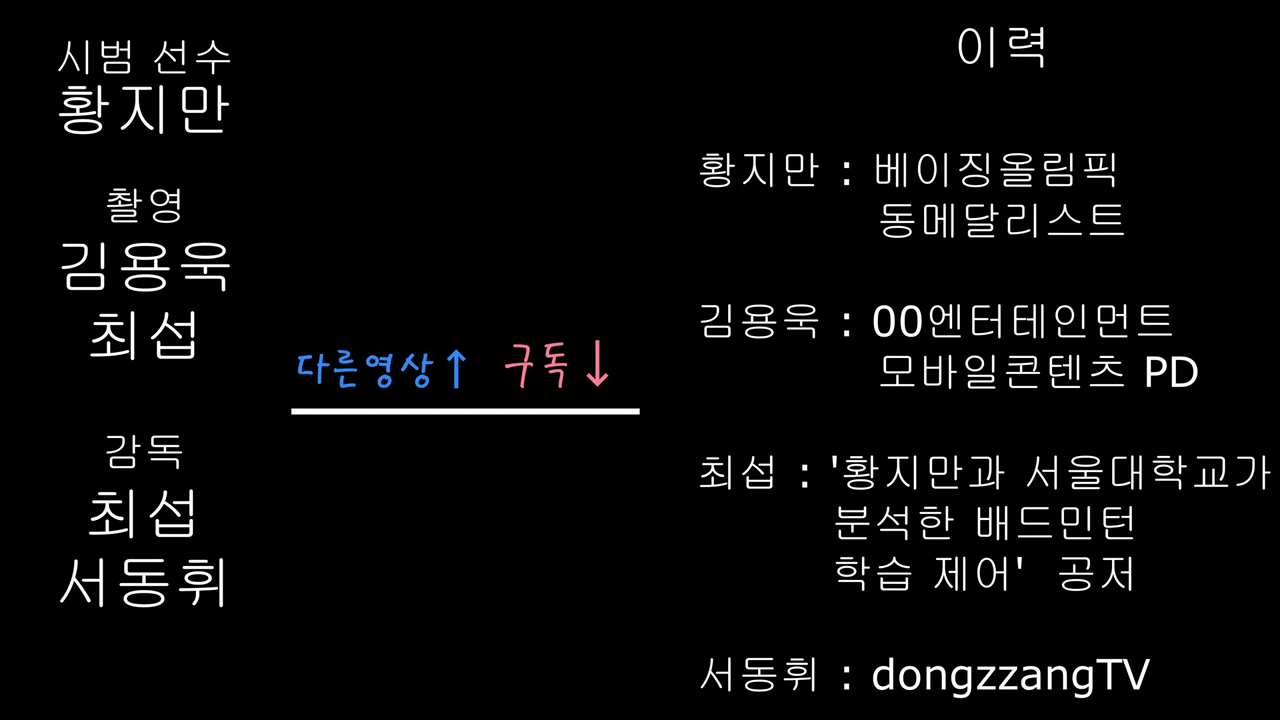 시범 선수
황지만
촬영
김용욱
최섭
감독
최섭
서동휘
다른영상↑ 구독↓
이력
황지만 : 베이징올림픽
동메달리스트
김용욱 : 00엔터테인먼트
모바일콘텐츠 PD
최섭 : '황지만과 서울대학교가
분석한 배드민턴
학습 제어' 공저
서동휘 : dongzzangTV